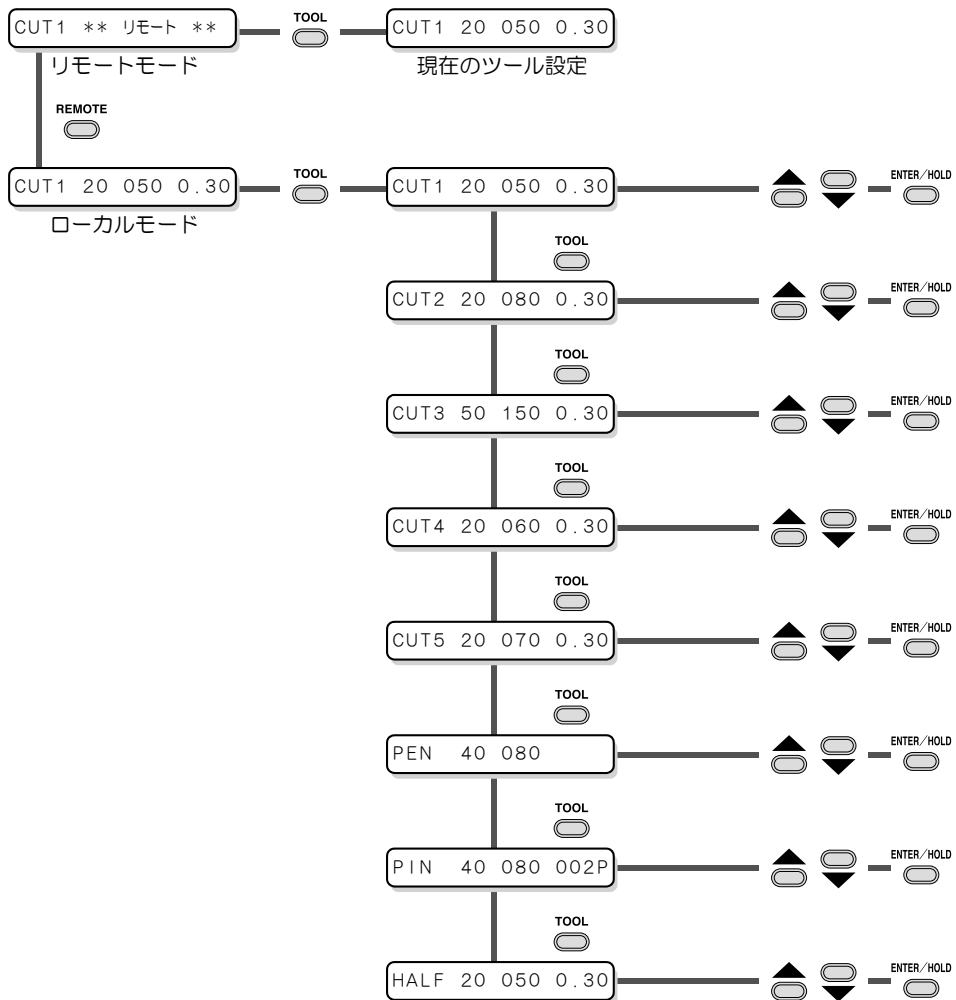 TOOL
CUT1 ** リモート ** CUT1 20 050 0.30
リモートモード 現在のツール設定
REMOTE
TOOL ENTER/HOLD
CUT1 20 050 0.30 CUT1 20 050 0.30
ローカルモード
TOOL
ENTER/HOLD
CUT2 20 080 0.30
TOOL
ENTER/HOLD
CUT3 50 150 0.30
TOOL
ENTER/HOLD
CUT4 20 060 0.30
TOOL
ENTER/HOLD
CUT5 20 070 0.30
TOOL
ENTER/HOLD
PEN 40 080
TOOL
ENTER/HOLD
PIN 40 080 002P
TOOL
ENTER/HOLD
HALF 20 050 0.30